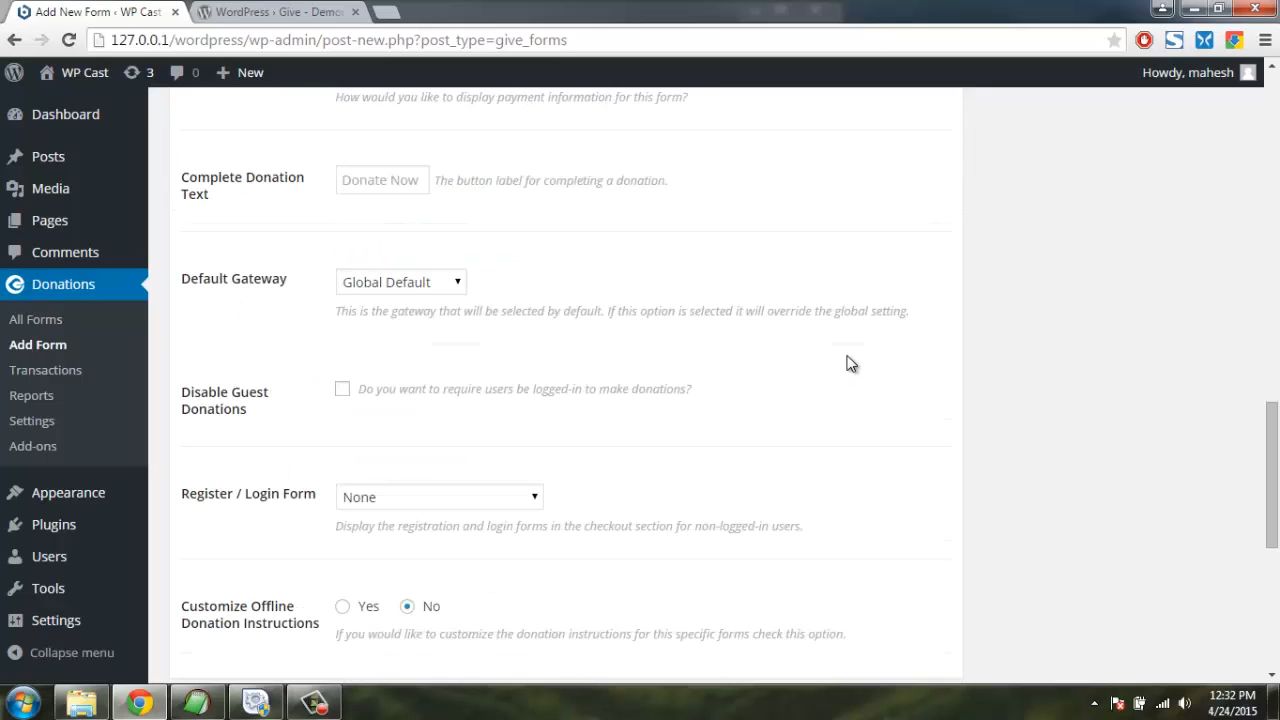 Add New Form ‹ WP Cast
WordPress › Give - Demo
127.0.0.1/wordpress/wp-admin/post-new.php?post_type=give_forms
WP Cast
3
0
New
Howdy, mahesh
Dashboard
Posts
Media
Pages
Comments
Donations
All Forms
Add Form
Transactions
Reports
Settings
Add-ons
Appearance
Plugins
Users
Tools
Settings
Collapse menu
How would you like to display payment information for this form?
Complete Donation
Text
Donate Now
The button label for completing a donation.
Default Gateway
Global Default
This is the gateway that will be selected by default. If this option is selected it will override the global setting.
Disable Guest
Donations
Do you want to require users be logged-in to make donations?
Register / Login Form
None
Display the registration and login forms in the checkout section for non-logged-in users.
Customize Offline
Donation Instructions
Yes
No
If you would like to customize the donation instructions for this specific forms check this option.
12:32 PM
4/24/2015